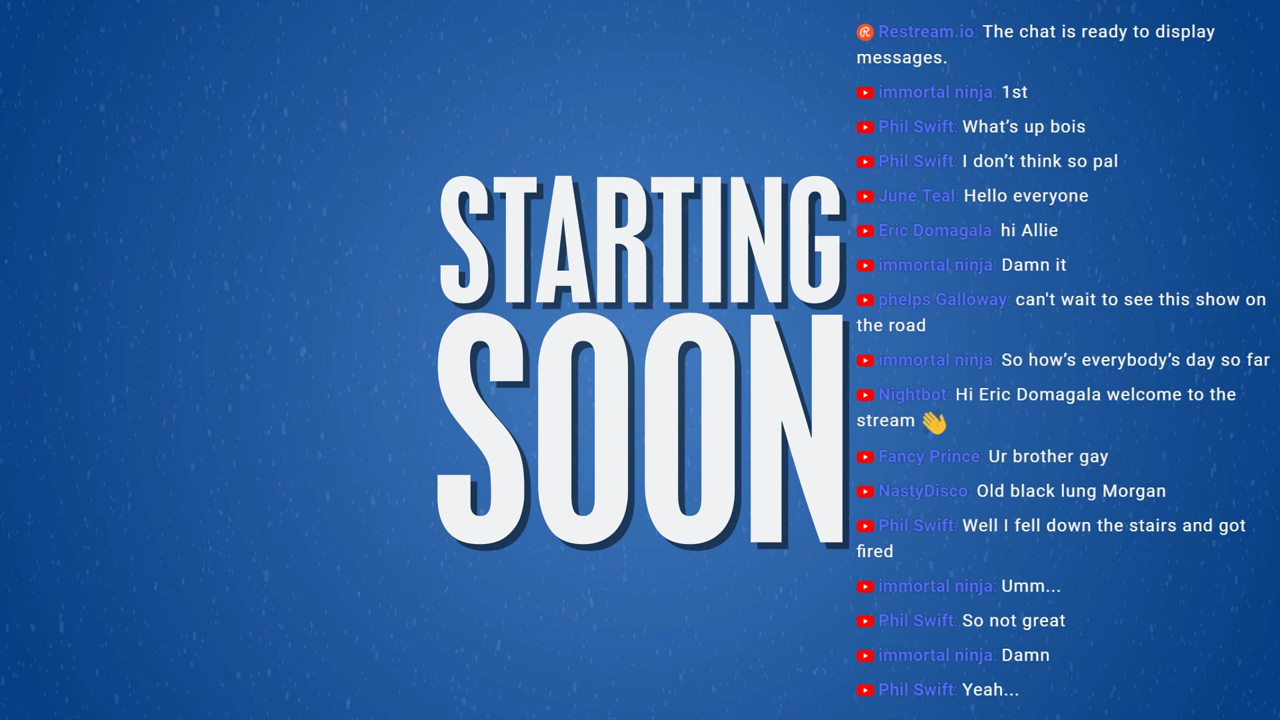 STARTING
SOON
Restream.io: The chat is ready to display
messages.
immortal ninja: 1st
Phil Swift: What’s up bois
Phil Swift: I don’t think so pal
June Teal: Hello everyone
Eric Domagala: hi Allie
immortal ninja: Damn it
phelps Galloway: can't wait to see this show on
the road
immortal ninja: So how’s everybody’s day so far
Nightbot: Hi Eric Domagala welcome to the
stream 👋
Fancy Prince: Ur brother gay
NastyDisco: Old black lung Morgan
Phil Swift: Well I fell down the stairs and got
fired
immortal ninja: Umm...
Phil Swift: So not great
immortal ninja: Damn
Phil Swift: Yeah...